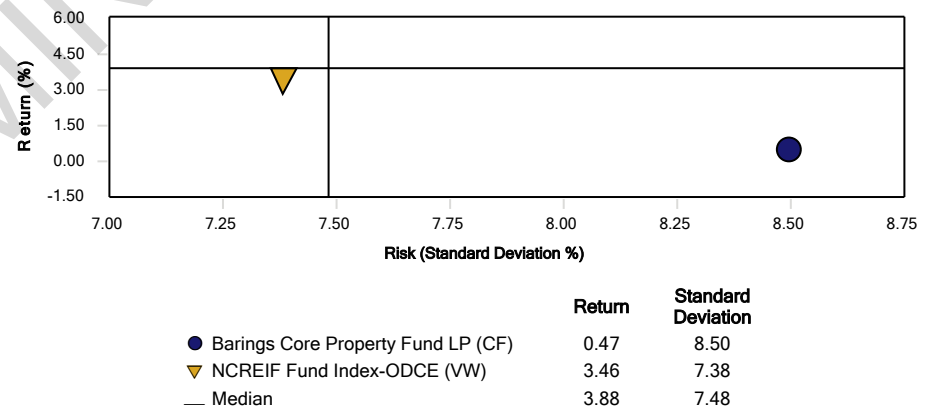 6.00
4.50
3.00
1.50
0.00
-1.50
Return (%)
7.00 7.25 7.50 7.75 8.00 8.25 8.50 8.75
Risk (Standard Deviation %)
Return Standard Deviation
Barings Core Property Fund LP (CF) 0.47 8.50
NCREIF Fund Index-ODCE (VW) 3.46 7.38
Median 3.88 7.48